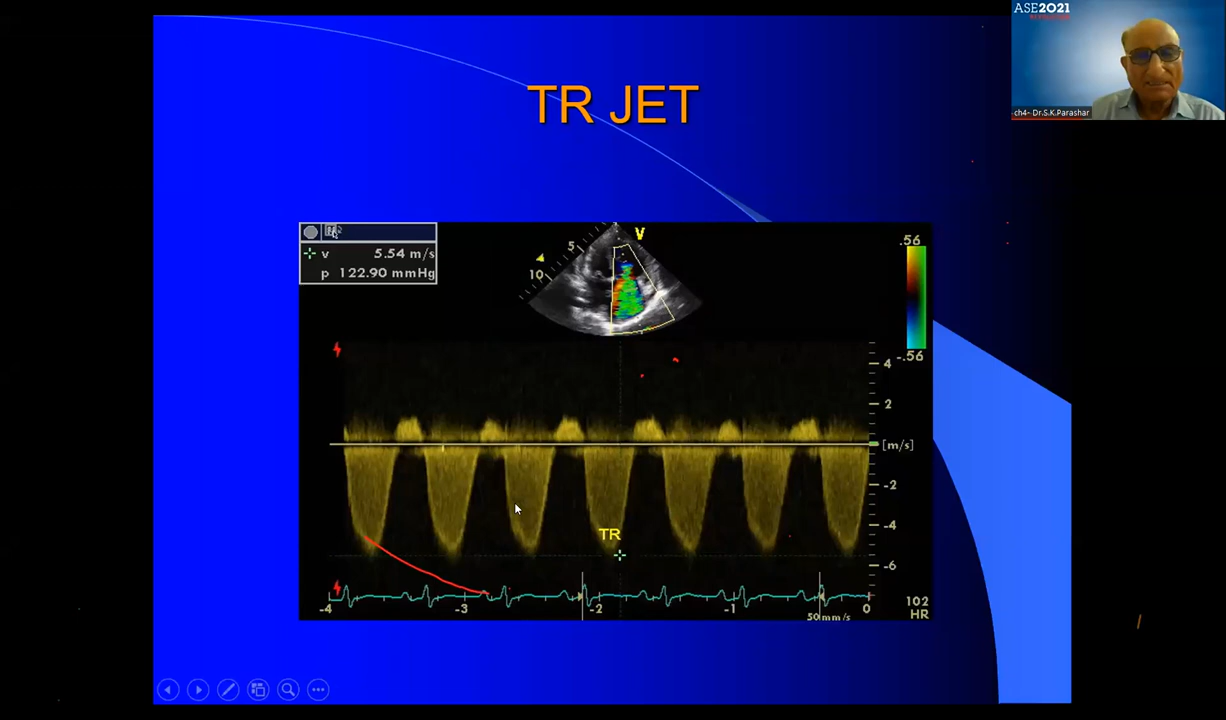 ASE2021
ch4- Dr.S.K.Parashar
TR JET
v 5.54 m/s
p 122.90 mmHg
V
5
10
.56
-.56
4
2
[m/s]
-2
-4
-6
TR
-4 -3 -2 -1 0
50mm/s
102
HR